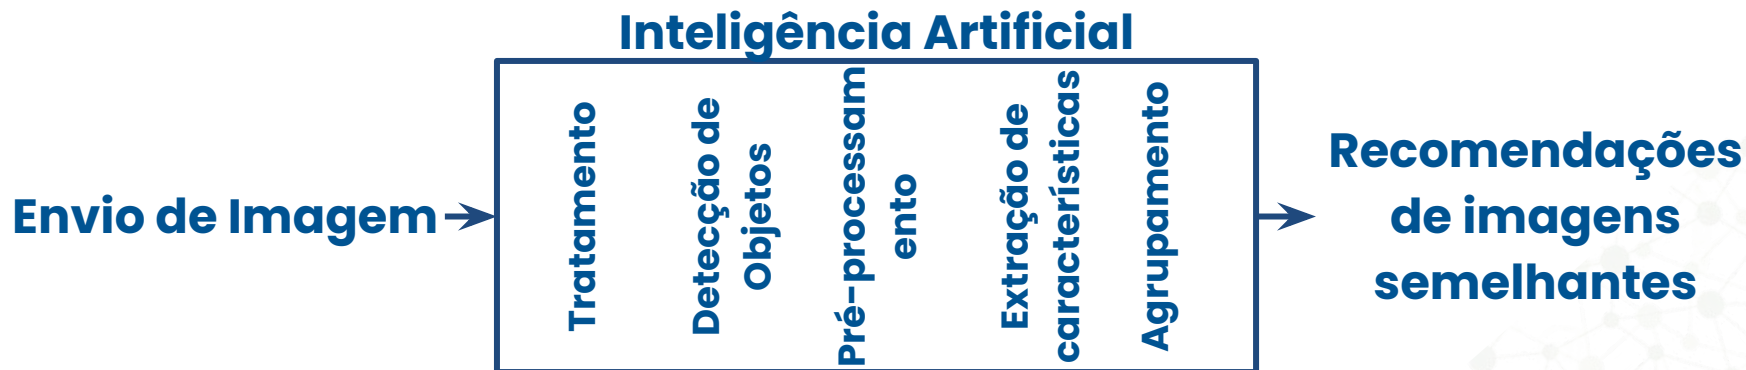 Inteligência Artificial
Envio de Imagem
Tratamento
Detecção de
Objetos
Pré-processam
ento
Extração de
características
Agrupamento
Recomendações
de imagens
semelhantes